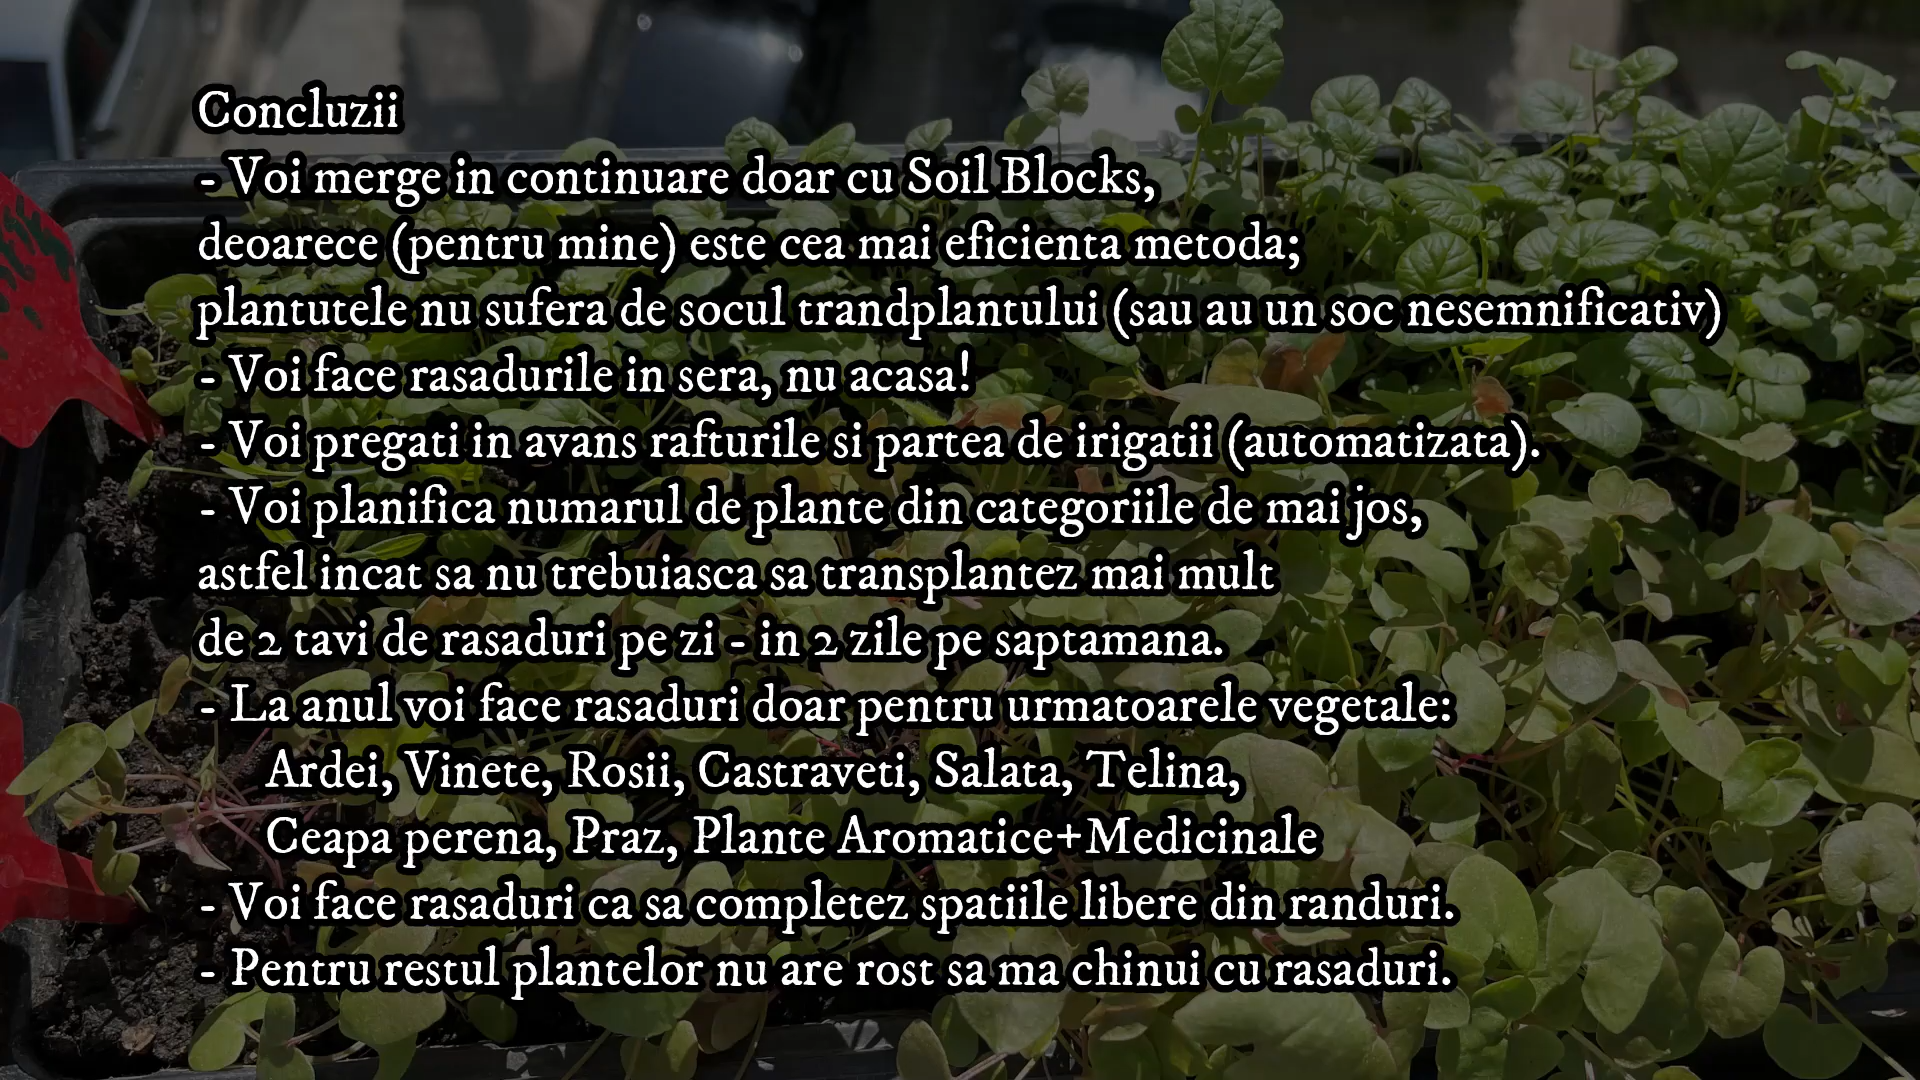 Concluzii
- Voi merge in continuare doar cu Soil Blocks,
deoarece (pentru mine) este cea mai eficienta metoda;
plantutele nu sufera de socul trandplantului (sau au un soc nesemnificativ)
- Voi face rasadurile in sera, nu acasa!
- Voi pregati in avans rafturile si partea de irigatii (automatizata).
- Voi planifica numarul de plante din categoriile de mai jos,
astfel incat sa nu trebuiasca sa transplantez mai mult
de 2 tavi de rasaduri pe zi - in 2 zile pe saptamana.
- La anul voi face rasaduri doar pentru urmatoarele vegetale:
Ardei, Vinete, Rosii, Castraveti, Salata, Telina,
Ceapa perena, Praz, Plante Aromatice+Medicinale
- Voi face rasaduri ca sa completez spatiile libere din randuri.
- Pentru restul plantelor nu are rost sa ma chinui cu rasaduri.